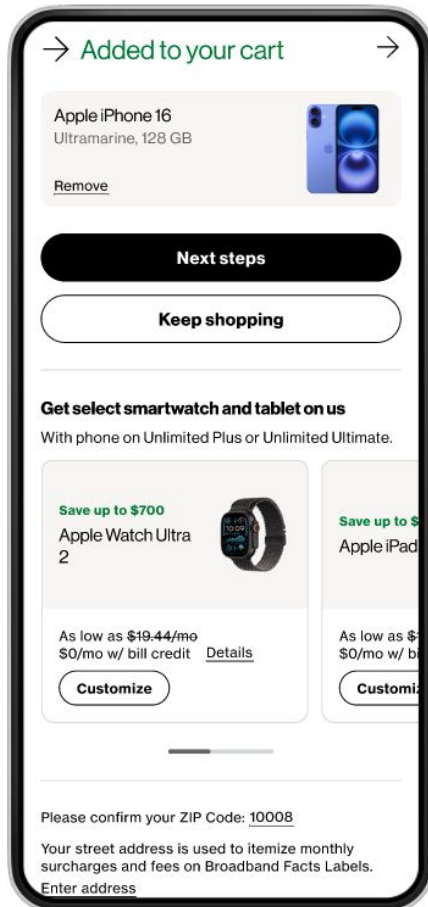 Added to your cart
Apple iPhone 16
Ultramarine, 128 GB
Remove
Next steps
Keep shopping
Get select smartwatch and tablet on us
With phone on Unlimited Plus or Unlimited Ultimate.
Save up to $700
Apple Watch Ultra
2
10:09
As low as $19.44/mo
$0/mo w/ bill credit Details
Customize
Save up to $
Apple iPad
As low as $
$0/mo w/ bi
Customi
Please confirm your ZIP Code: 10008
Your street address is used to itemize monthly
surcharges and fees on Broadband Facts Labels.
Enter address